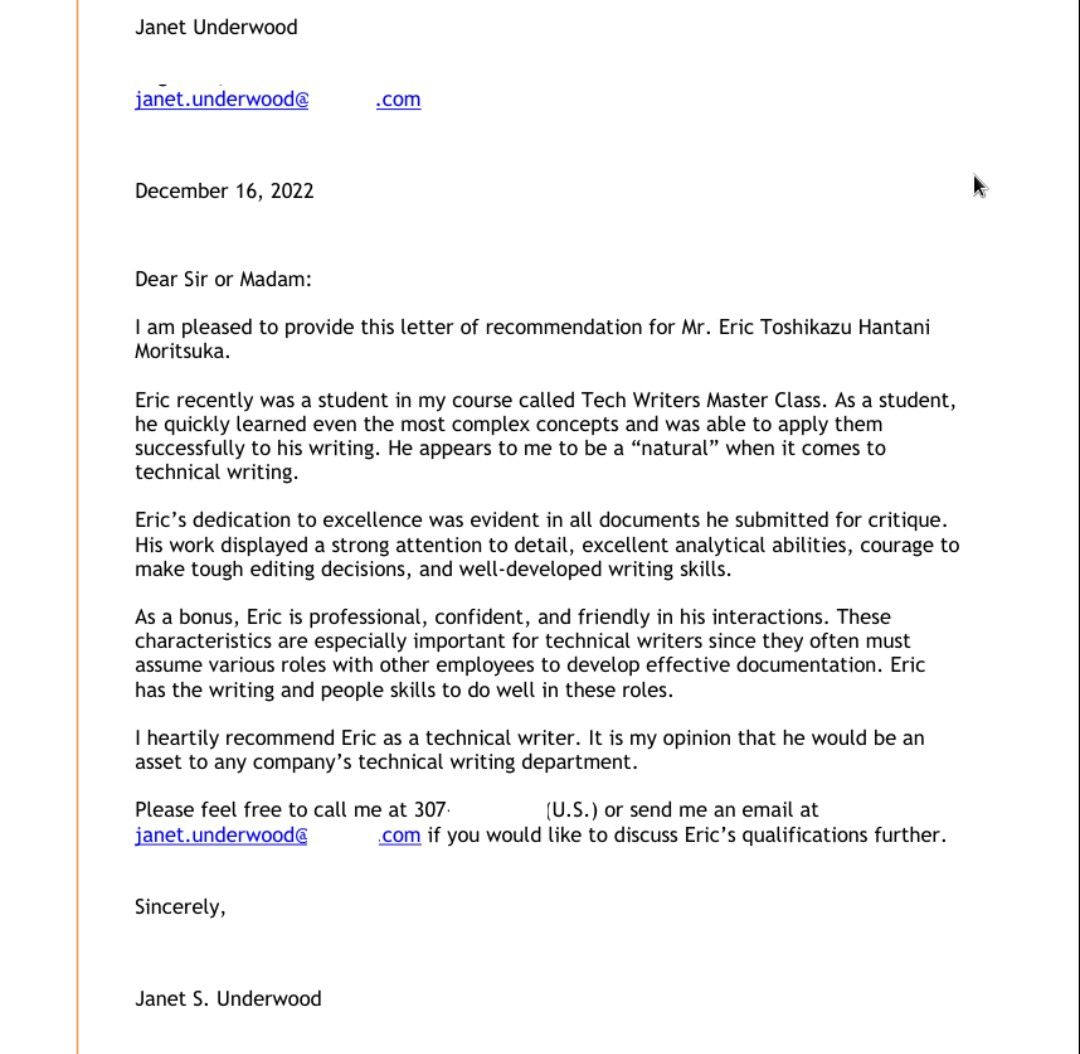 Janet Underwood
janet.underwood@ .com
December 16, 2022
Dear Sir or Madam:
I am pleased to provide this letter of recommendation for Mr. Eric Toshikazu Hantani
Moritsuka.
Eric recently was a student in my course called Tech Writers Master Class. As a student,
he quickly learned even the most complex concepts and was able to apply them
successfully to his writing. He appears to me to be a “natural” when it comes to
technical writing.
Eric’s dedication to excellence was evident in all documents he submitted for critique.
His work displayed a strong attention to detail, excellent analytical abilities, courage to
make tough editing decisions, and well-developed writing skills.
As a bonus, Eric is professional, confident, and friendly in his interactions. These
characteristics are especially important for technical writers since they often must
assume various roles with other employees to develop effective documentation. Eric
has the writing and people skills to do well in these roles.
I heartily recommend Eric as a technical writer. It is my opinion that he would be an
asset to any company’s technical writing department.
Please feel free to call me at 307 (U.S.) or send me an email at
janet.underwood@ .com if you would like to discuss Eric’s qualifications further.
Sincerely,
Janet S. Underwood